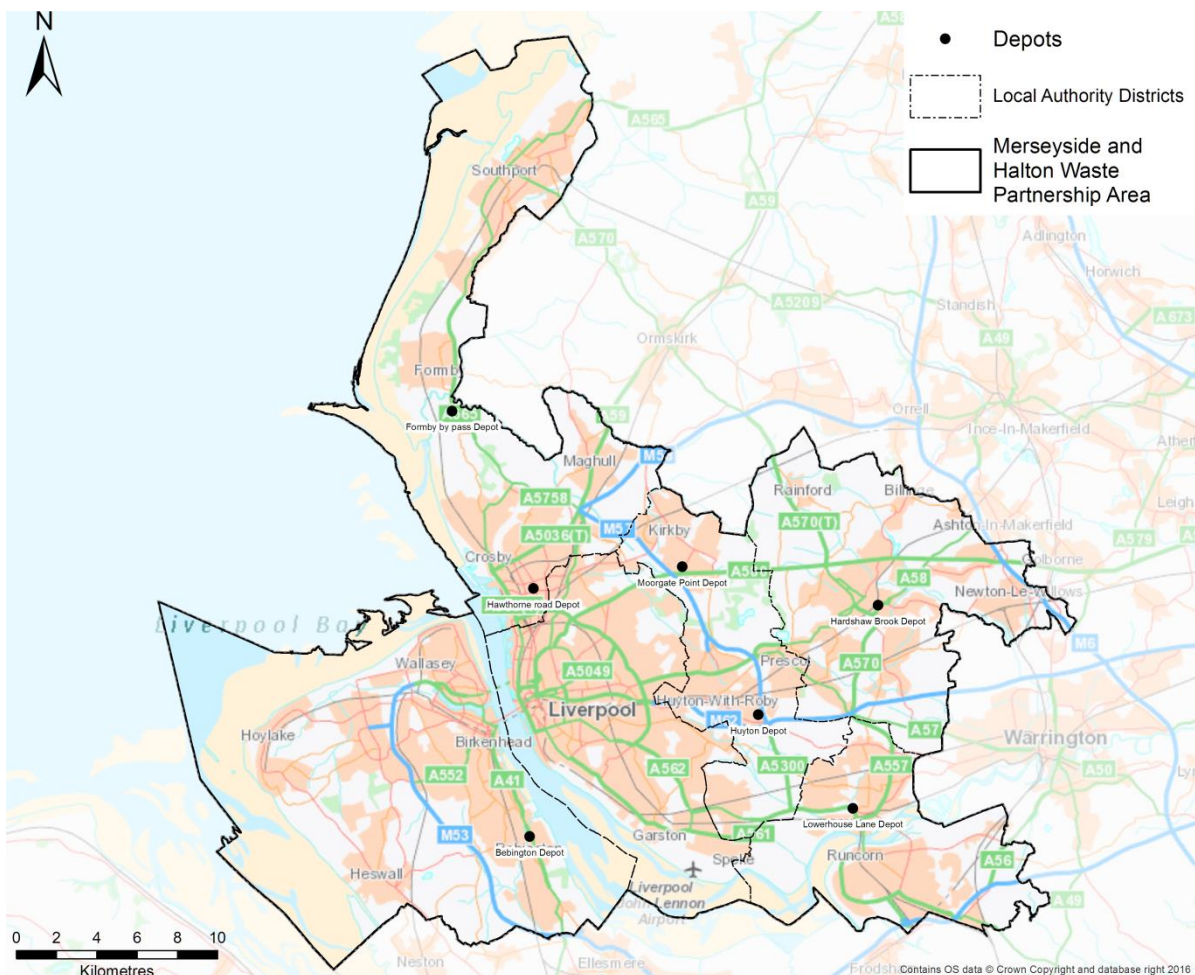 N
Depots
Local Authority Districts
Merseyside and
Halton Waste
Partnership Area
A565
Southport
A59
A570
Adlington
Horwich
A5209
Standish
A673
A49
Ormskirk
Formby
Orrell
Ince-In-Makerfield
Formby by pass Depot
A59
Maghull
Rainford
Leigh
A5758
A570(T)
Ashton-In-Makerfield
A579
Kirkby
A5036(T)
Golborne
Crosby
Moorgate Point Depot
A58
Newton-Le-Willows
Hawthorne road Depot
Hardshaw Brook Depot
Liverpool Bay
M6
Wallasey
A5049
Prescot
A570
Huyton-With-Roby
Liverpool
M62
Huyton Depot
A57
Hoylake
Birkenhead
Warrington
A50
A552
A41
A562
A5300
A557
Lowerhouse Lane Depot
M53
Garston
A561
Bebington Depot
Speke
Runcorn
A56
Heswall
Liverpool
John Lennon
Airport
A49
0 2 4 6 8 10
Kilometres
Neston
Ellesmere
Contains OS data © Crown Copyright and database right 2016